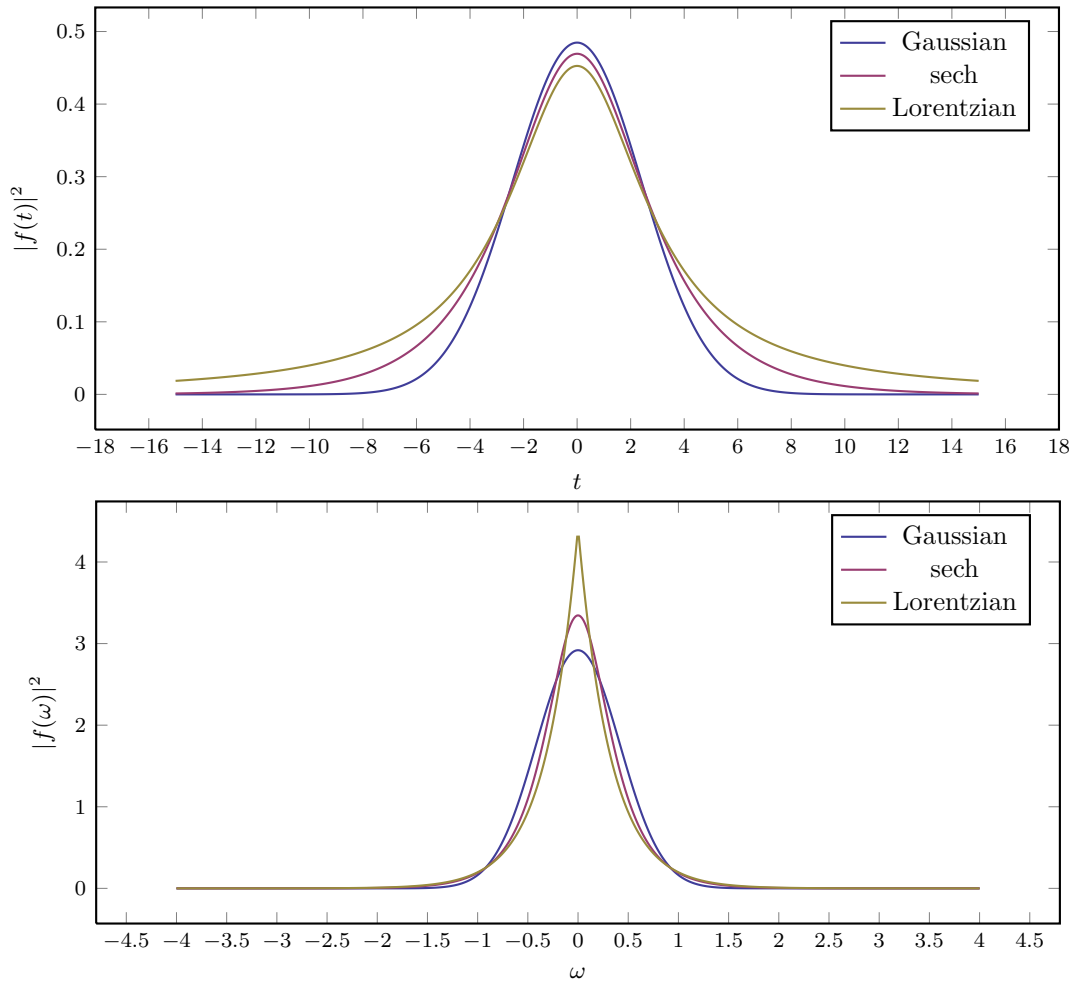 0.5
0.4
0.3
0.2
0.1
0
|f(t)|²
Gaussian
sech
Lorentzian
−18 −16 −14 −12 −10 −8 −6 −4 −2 0 2 4 6 8 10 12 14 16 18
t
4
3
2
1
0
|f(ω)|²
Gaussian
sech
Lorentzian
−4.5 −4 −3.5 −3 −2.5 −2 −1.5 −1 −0.5 0 0.5 1 1.5 2 2.5 3 3.5 4 4.5
ω